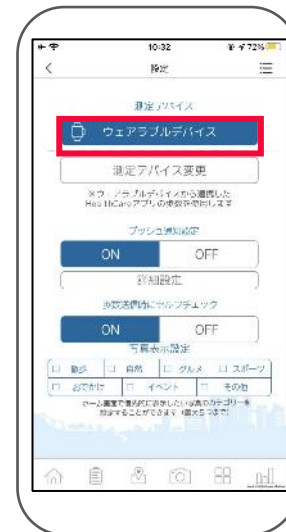 10:32 72%
設定
測定デバイス
ウェアラブルデバイス
測定デバイス変更
※ウェアラブルデバイスから連携した
HealthCareアプリの歩数を使用します
プッシュ通知設定
ON OFF
詳細設定
歩数送信時にセルフチェック
ON OFF
写真表示設定
散歩 自然 グルメ スポーツ
おでかけ イベント その他
ホーム画面で優先的に表示したい写真のカテゴリーを
設定することができます（最大5つまで）